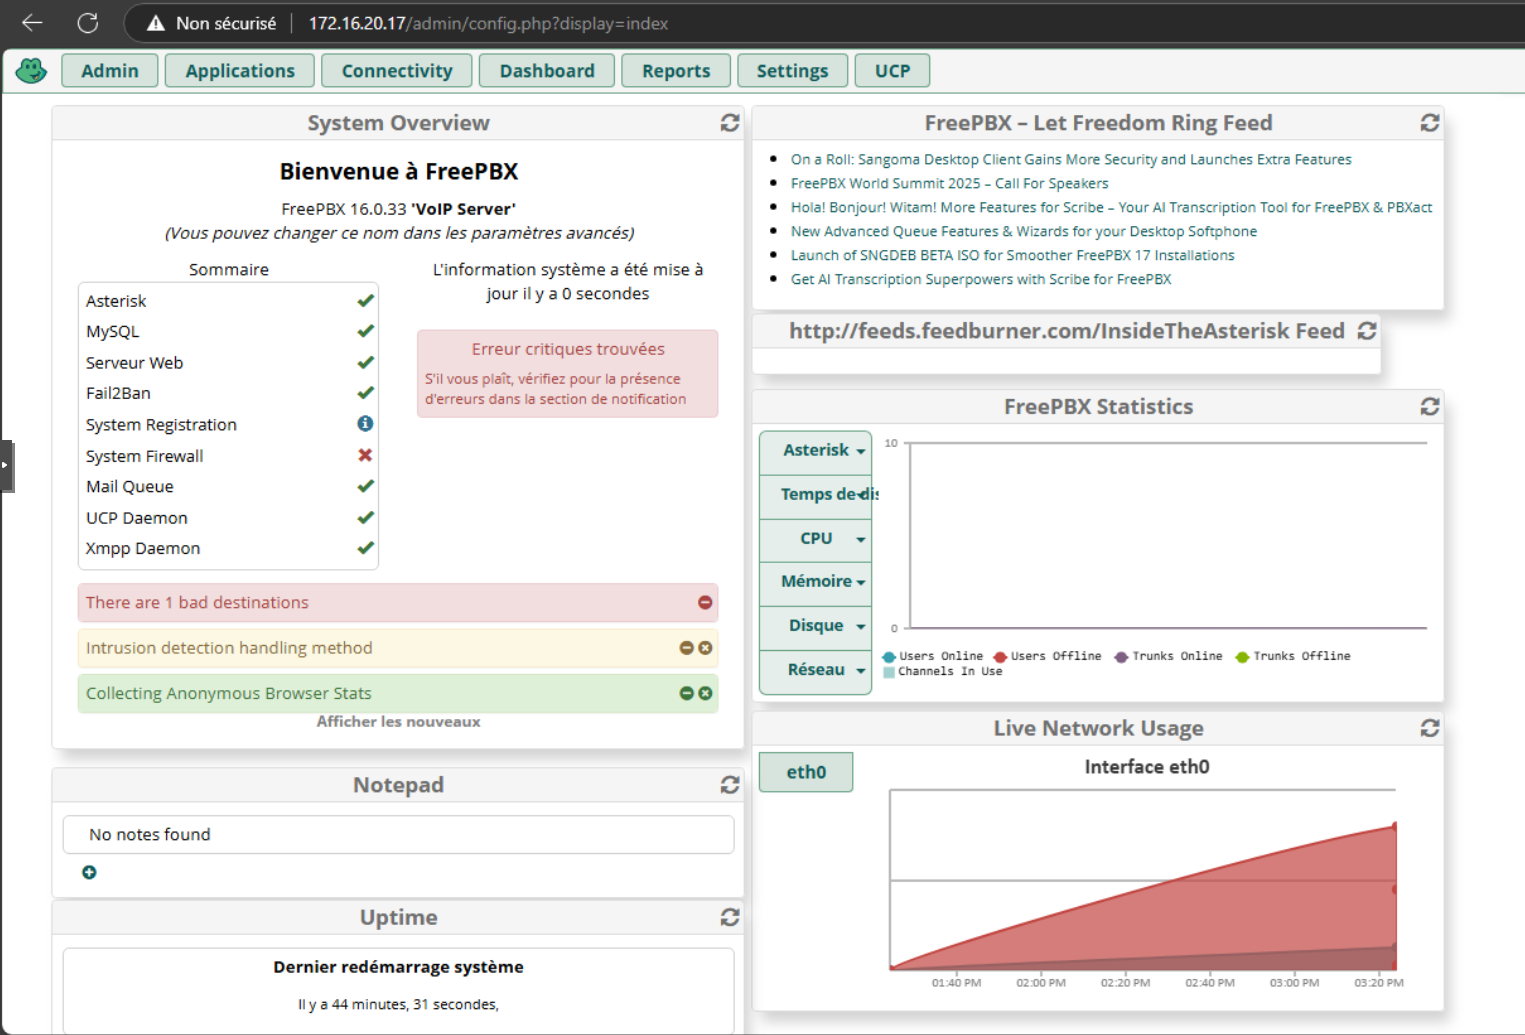 Non sécurisé
172.16.20.17/admin/config.php?display=index
Admin
Applications
Connectivity
Dashboard
Reports
Settings
UCP
System Overview
Bienvenue à FreePBX
FreePBX 16.0.33 'VoIP Server'
(Vous pouvez changer ce nom dans les paramètres avancés)
Sommaire
Asterisk
MySQL
Serveur Web
Fail2Ban
System Registration
System Firewall
Mail Queue
UCP Daemon
Xmpp Daemon
L'information système a été mise à
jour il y a 0 secondes
Erreur critiques trouvées
S'il vous plaît, vérifiez pour la présence
d'erreurs dans la section de notification
There are 1 bad destinations
Intrusion detection handling method
Collecting Anonymous Browser Stats
Afficher les nouveaux
Notepad
No notes found
Uptime
Dernier redémarrage système
Il y a 44 minutes, 31 secondes,
FreePBX – Let Freedom Ring Feed
On a Roll: Sangoma Desktop Client Gains More Security and Launches Extra Features
FreePBX World Summit 2025 – Call For Speakers
Hola! Bonjour! Witam! More Features for Scribe – Your AI Transcription Tool for FreePBX & PBXact
New Advanced Queue Features & Wizards for your Desktop Softphone
Launch of SNGDEB BETA ISO for Smoother FreePBX 17 Installations
Get AI Transcription Superpowers with Scribe for FreePBX
http://feeds.feedburner.com/InsideTheAsterisk Feed
FreePBX Statistics
Asterisk
Temps de dis
CPU
Mémoire
Disque
Réseau
10
0
Users Online
Users Offline
Trunks Online
Trunks Offline
Channels In Use
Live Network Usage
eth0
Interface eth0
01:40 PM
02:00 PM
02:20 PM
02:40 PM
03:00 PM
03:20 PM